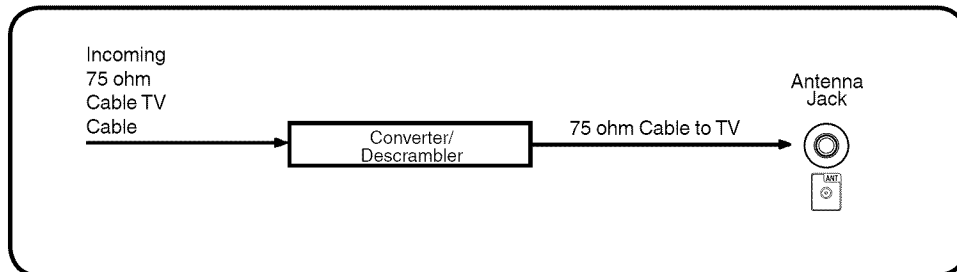 Incoming
75 ohm
Cable TV
Cable
Converter/
Descrambler
75 ohm Cable to TV
Antenna
Jack
ANT